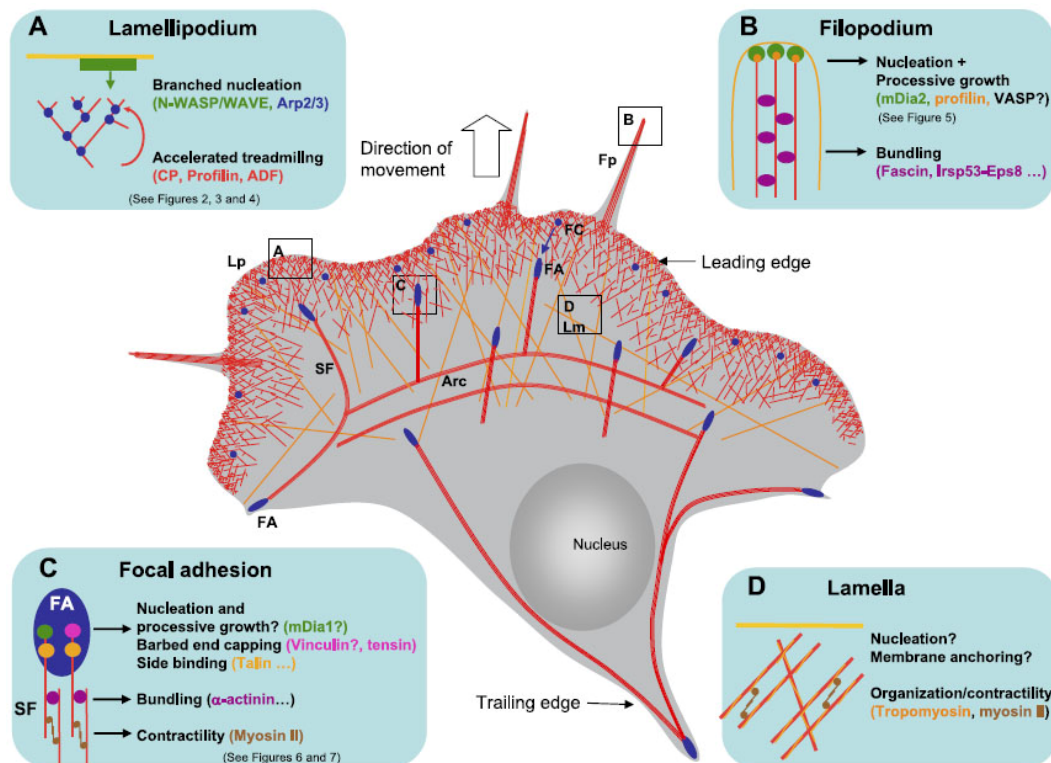 A
Lamellipodium
Branched nucleation
(N-WASP/WAVE, Arp2/3)
Accelerated treadmilling
(CP, Profilin, ADF)
(See Figures 2, 3 and 4)
B
Filopodium
Nucleation +
Processive growth
(mDia2, profilin, VASP?)
(See Figure 5)
Bundling
(Fascin, Irsp53-Eps8 ...)
Direction of
movement
B
Fp
FC
Lp
A
Leading edge
FA
C
D
Lm
SF
Arc
FA
Nucleus
Trailing edge
C
Focal adhesion
FA
Nucleation and
processive growth? (mDia1?)
Barbed end capping (Vinculin?, tensin)
Side binding (Talin ...)
SF
Bundling (α-actinin...)
Contractility (Myosin II)
(See Figures 6 and 7)
D
Lamella
Nucleation?
Membrane anchoring?
Organization/contractility
(Tropomyosin, myosin II)